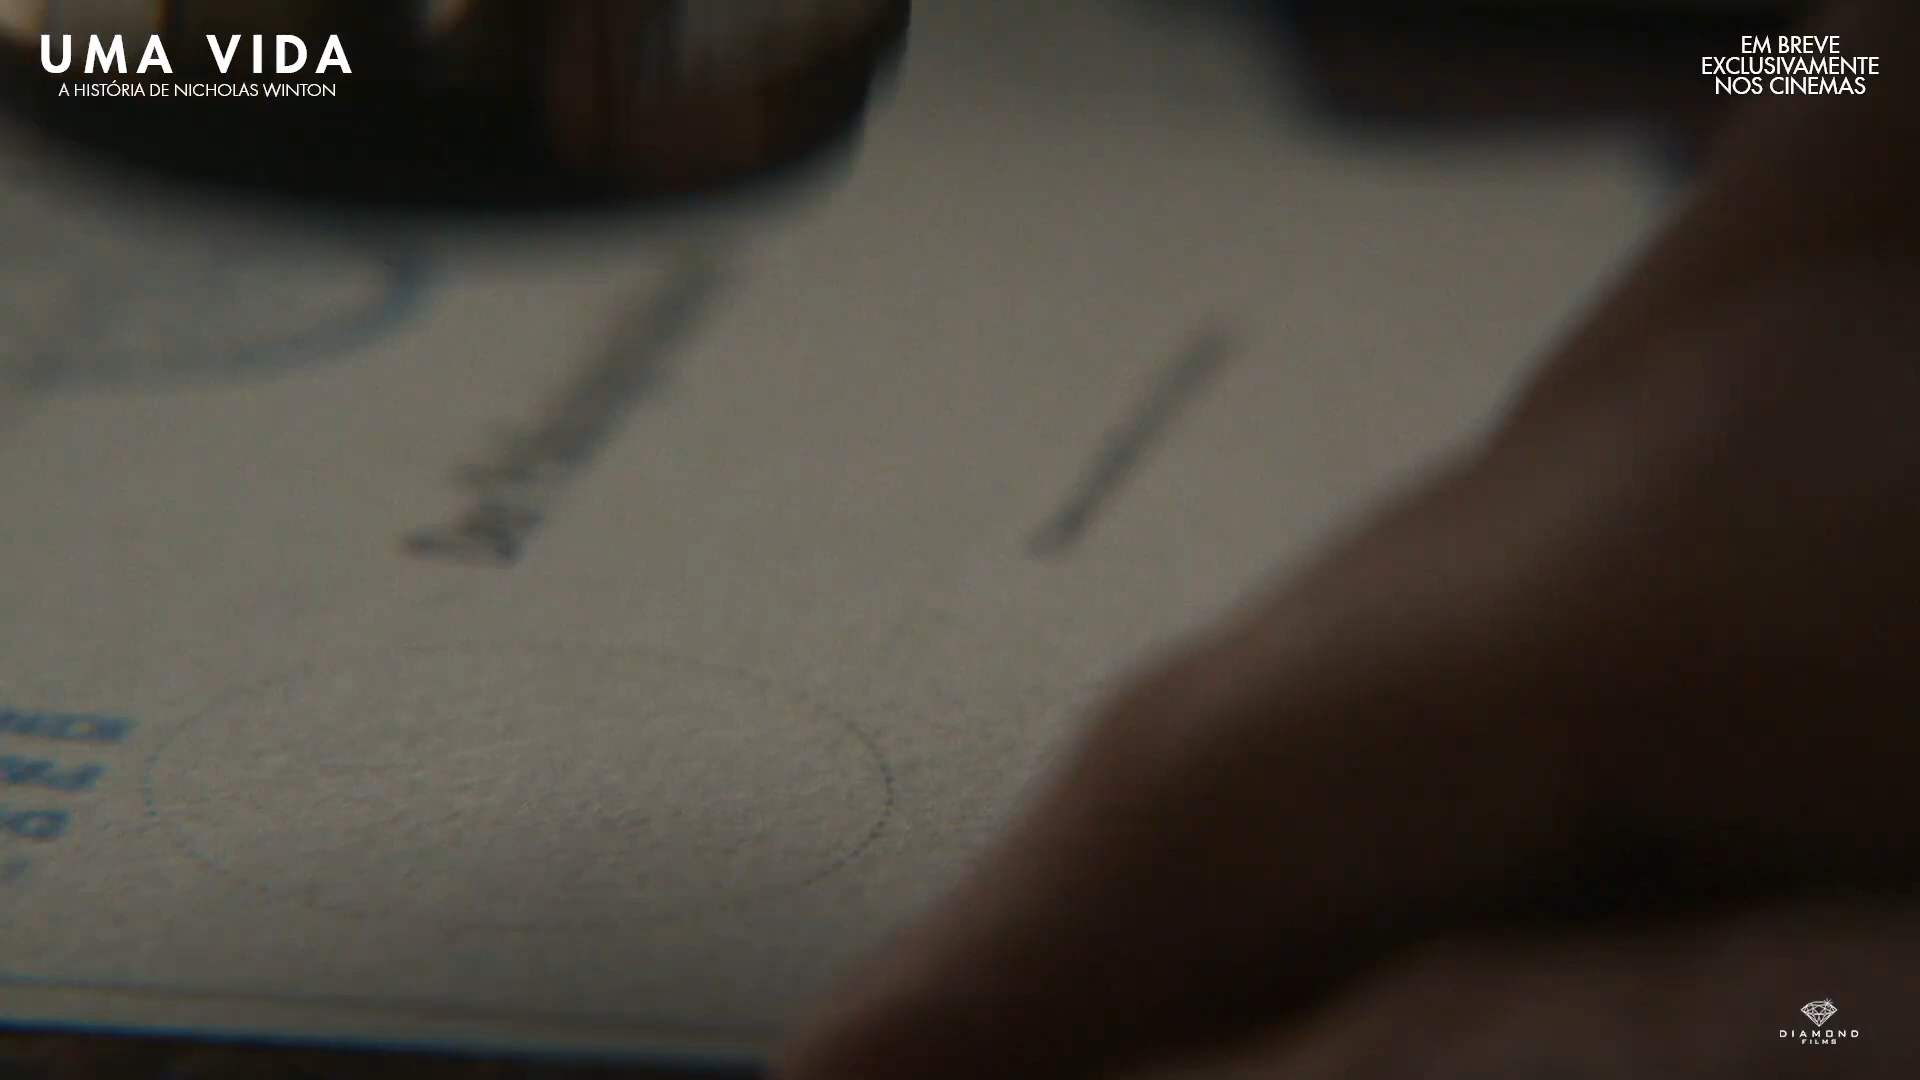 UMA VIDA
A HISTÓRIA DE NICHOLAS WINTON
EM BREVE
EXCLUSIVAMENTE
NOS CINEMAS
DIAMOND
FILMS